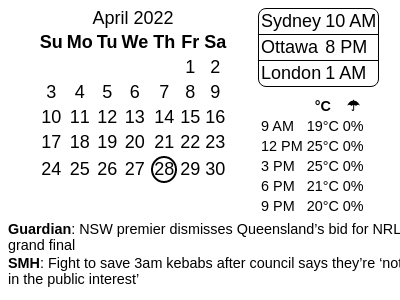 April 2022
Su Mo Tu We Th Fr Sa
1 2
3 4 5 6 7 8 9
10 11 12 13 14 15 16
17 18 19 20 21 22 23
24 25 26 27 28 29 30
Sydney 10 AM
Ottawa 8 PM
London 1 AM
°C ☂
9 AM 19°C 0%
12 PM 25°C 0%
3 PM 25°C 0%
6 PM 21°C 0%
9 PM 20°C 0%
Guardian: NSW premier dismisses Queensland’s bid for NRL
grand final
SMH: Fight to save 3am kebabs after council says they’re ‘not
in the public interest’